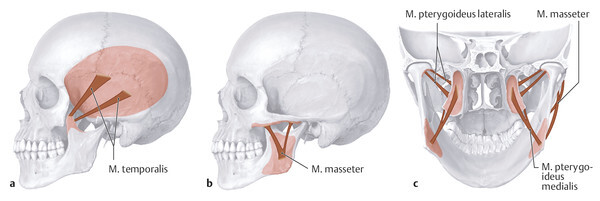 M. pterygoideus lateralis
M. masseter
M. temporalis
M. masseter
M. pterygo-
ideus
medialis
a
b
c